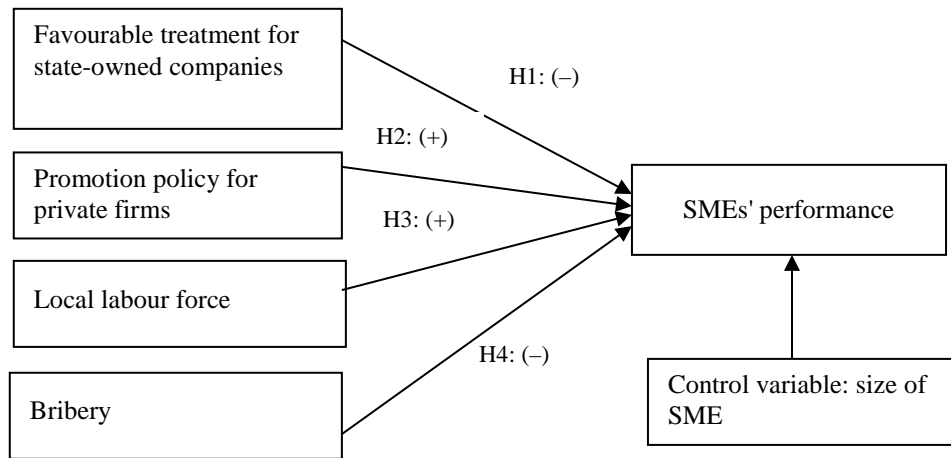 Favourable treatment for
state-owned companies
H1: (–)
H2: (+)
Promotion policy for
private firms
SMEs' performance
H3: (+)
Local labour force
H4: (–)
Control variable: size of
SME
Bribery